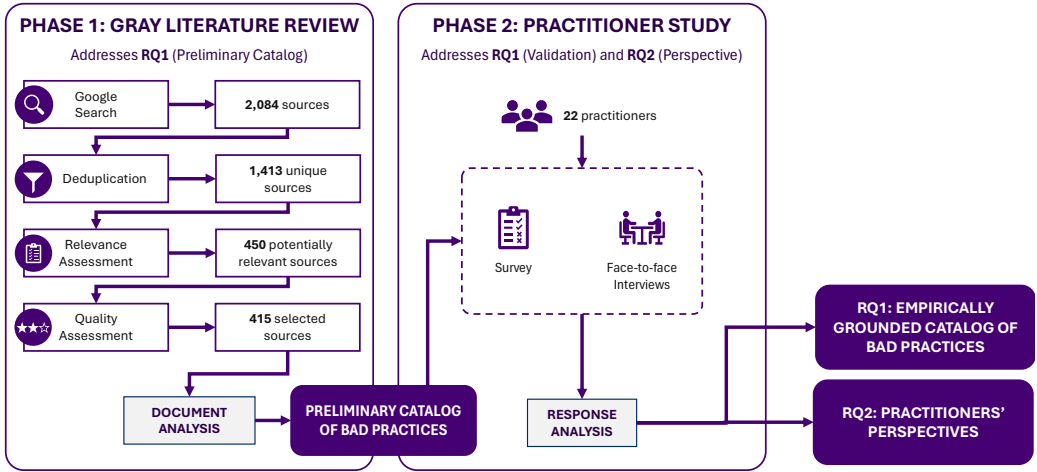 PHASE 1: GRAY LITERATURE REVIEW
Addresses RQ1 (Preliminary Catalog)
Google
Search
2,084 sources
Deduplication
1,413 unique
sources
Relevance
Assessment
450 potentially
relevant sources
Quality
Assessment
415 selected
sources
DOCUMENT
ANALYSIS
PRELIMINARY CATALOG
OF BAD PRACTICES
PHASE 2: PRACTITIONER STUDY
Addresses RQ1 (Validation) and RQ2 (Perspective)
22 practitioners
Survey
Face-to-face
Interviews
RESPONSE
ANALYSIS
RQ1: EMPIRICALLY
GROUNDED CATALOG OF
BAD PRACTICES
RQ2: PRACTITIONERS’
PERSPECTIVES